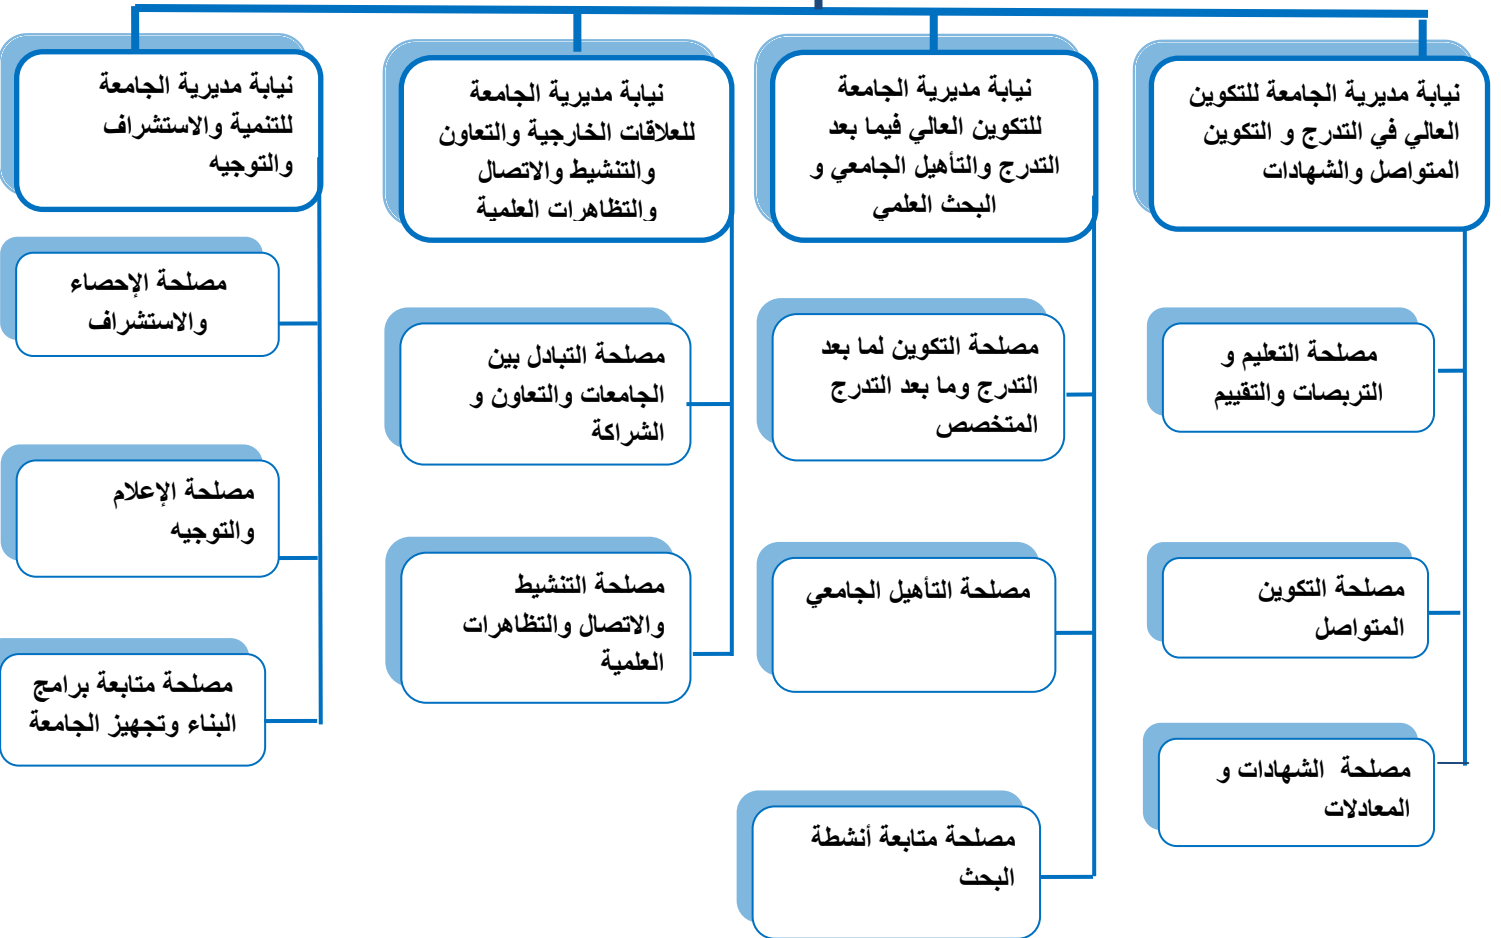 نيابة مديرية الجامعة للتكوين
العالي في التدرج و التكوين
المتواصل والشهادات
مصلحة التعليم و
التربصات والتقييم
مصلحة التكوين
المتواصل
مصلحة الشهادات و
المعادلات
نيابة مديرية الجامعة
للتكوين العالي فيما بعد
التدرج والتأهيل الجامعي و
البحث العلمي
مصلحة التكوين لما بعد
التدرج وما بعد التدرج
المتخصص
مصلحة التأهيل الجامعي
مصلحة متابعة أنشطة
البحث
نيابة مديرية الجامعة
للعلاقات الخارجية والتعاون
والتنشيط والاتصال
والتظاهرات العلمية
مصلحة التبادل بين
الجامعات والتعاون و
الشراكة
مصلحة التنشيط
والاتصال والتظاهرات
العلمية
نيابة مديرية الجامعة
للتنمية والاستشراف
والتوجيه
مصلحة الإحصاء
والاستشراف
مصلحة الإعلام
والتوجيه
مصلحة متابعة برامج
البناء وتجهيز الجامعة